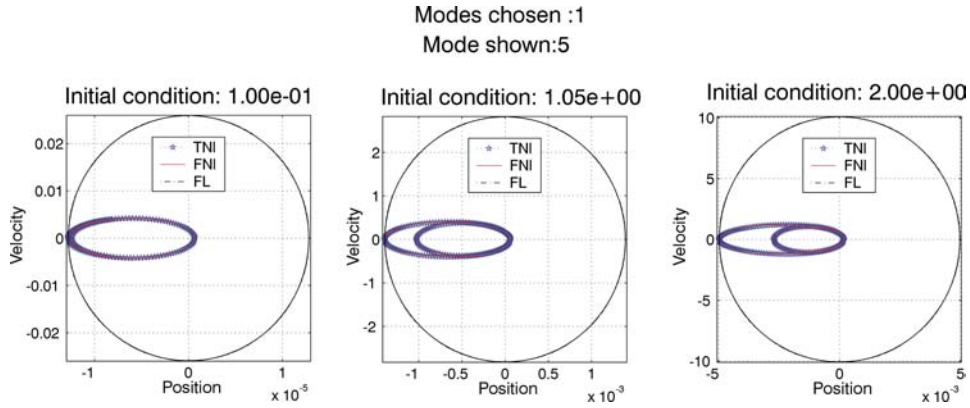 Modes chosen :1
Mode shown:5
Initial condition: 1.00e-01
Velocity
0.02
0.01
0
-0.01
-0.02
TNI
FNI
FL
-1
0
1
Position
x 10^-5
Initial condition: 1.05e+00
Velocity
2
1
0
-1
-2
TNI
FNI
FL
-1
-0.5
0
0.5
1
Position
x 10^-3
Initial condition: 2.00e+00
Velocity
10
5
0
-5
-10
TNI
FNI
FL
-5
0
5
Position
x 10^-3